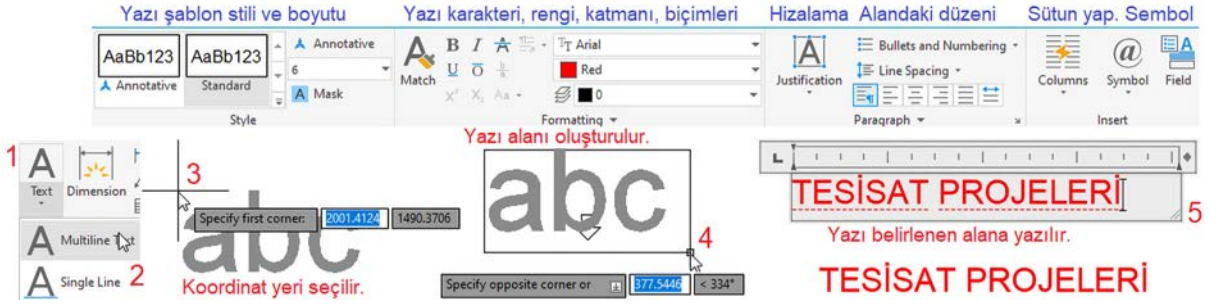 Yazı şablon stili ve boyutu Yazı karakteri, rengi, katmanı, biçimleri Hizalama Alandaki düzeni Sütun yap. Sembol
AaBb123 AaBb123 Annotative
Annotative Standard 6
Mask
Style
Match B I A Arial
U O Red
X² X₂ Aa 0
Formatting
A Justification Bullets and Numbering
Line Spacing
Paragraph
Columns @ Symbol A Field
Insert
1 A Text Dimension
A Multiline Text
A Single Line 2
3
abc
Specify first corner: 2001.4124 1490.3706
Koordinat yeri seçilir.
Yazı alanı oluşturulur.
abc
4
Specify opposite corner or 377.5446 < 334°
L
TESİSAT PROJELERİ
5
Yazı belirlenen alana yazılır.
TESİSAT PROJELERİ